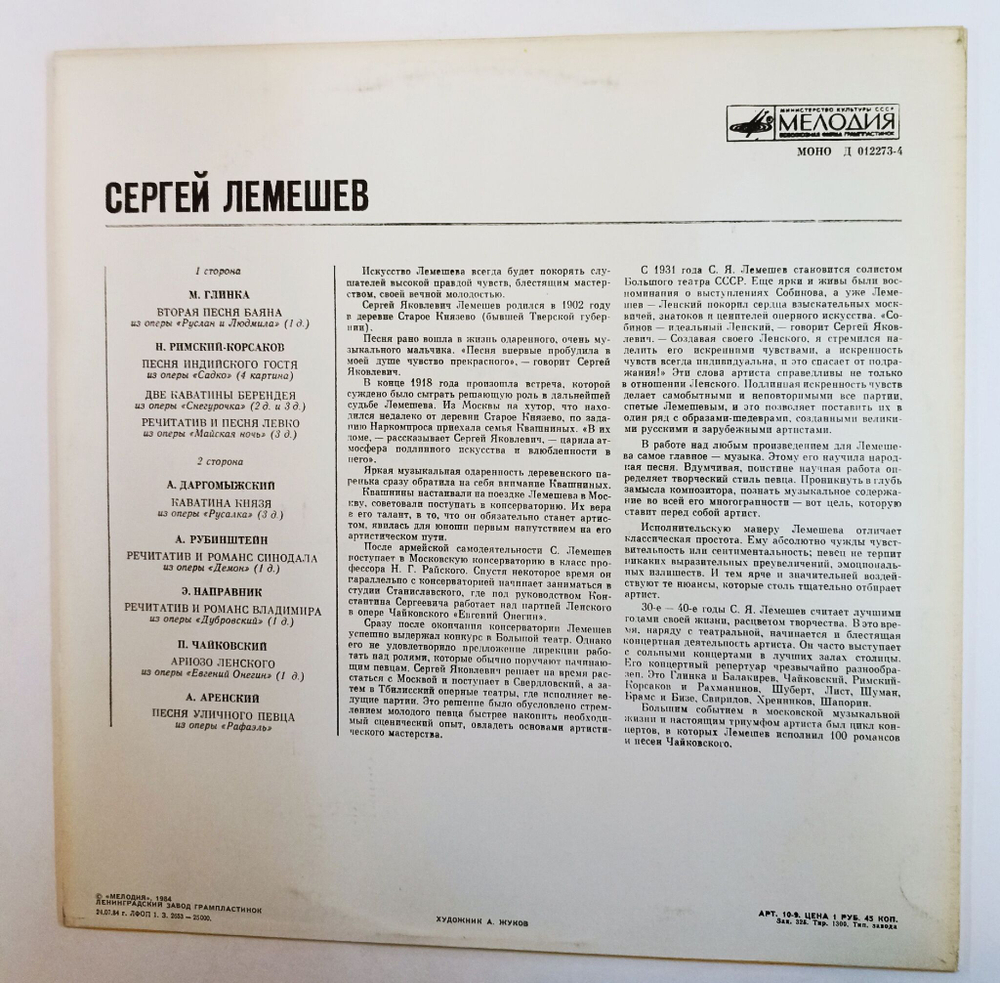 МИНИСТЕРСТВО КУЛЬТУРЫ СССР
МЕЛОДИЯ
ВСЕСОЮЗНАЯ ФИРМА ГРАМПЛАСТИНОК
МОНО Д 012273-4
СЕРГЕЙ ЛЕМЕШЕВ
1 сторона
М. ГЛИНКА
ВТОРАЯ ПЕСНЯ БАЯНА
из оперы «Руслан и Людмила» (1 д.)
Н. РИМСКИЙ-КОРСАКОВ
ПЕСНЯ ИНДИЙСКОГО ГОСТЯ
из оперы «Садко» (4 картина)
ДВЕ КАВАТИНЫ БЕРЕНДЕЯ
из оперы «Снегурочка» (2 д. и 3 д.)
РЕЧИТАТИВ И ПЕСНЯ ЛЕВКО
из оперы «Майская ночь» (3 д.)
2 сторона
А. ДАРГОМЫЖСКИЙ
КАВАТИНА КНЯЗЯ
из оперы «Русалка» (3 д.)
А. РУБИНШТЕЙН
РЕЧИТАТИВ И РОМАНС СИНОДАЛА
из оперы «Демон» (1 д.)
Э. НАПРАВНИК
РЕЧИТАТИВ И РОМАНС ВЛАДИМИРА
из оперы «Дубровский» (1 д.)
П. ЧАЙКОВСКИЙ
АРИОЗО ЛЕНСКОГО
из оперы «Евгений Онегин» (1 д.)
А. АРЕНСКИЙ
ПЕСНЯ УЛИЧНОГО ПЕВЦА
из оперы «Рафаэль»
Искусство Лемешева всегда будет покорять слу-
шателей высокой правдой чувств, блестящим мастер-
ством, своей вечной молодостью.
Сергей Яковлевич Лемешев родился в 1902 году
в деревне Старое Князево (бывшей Тверской губер-
нии).
Песня рано вошла в жизнь одаренного, очень му-
зыкального мальчика. «Песня впервые пробудила в
моей душе чувство прекрасного», — говорит Сергей
Яковлевич.
В конце 1918 года произошла встреча, которой
суждено было сыграть решающую роль в дальнейшей
судьбе Лемешева. Из Москвы на хутор, что нахо-
дился недалеко от деревни Старое Князево, по зада-
нию Наркомпроса приехала семья Квашниных. «В их
доме, — рассказывает Сергей Яковлевич, — царила ат-
мосфера подлинного искусства и влюбленности в
него».
Яркая музыкальная одаренность деревенского па-
ренька сразу обратила на себя внимание Квашниных.
Квашнины настаивали на поездке Лемешева в Мос-
кву, советовали поступать в консерваторию. Их вера
в его талант, в то, что он обязательно станет артис-
том, явилась для юноши первым напутствием на его
артистическом пути.
После армейской самодеятельности С. Лемешев
поступает в Московскую консерваторию в класс про-
фессора Н. Г. Райского. Спустя некоторое время он
параллельно с консерваторией начинает заниматься в
студии Станиславского, где под руководством Кон-
стантина Сергеевича работает над партией Ленского
в опере Чайковского «Евгений Онегин».
Сразу после окончания консерватории Лемешев
успешно выдержал конкурс в Большой театр. Однако
его не удовлетворило предложение дирекции рабо-
тать над ролями, которые обычно поручают начинаю-
щим певцам. Сергей Яковлевич решает на время рас-
статься с Москвой и поступает в Свердловский, а за-
тем в Тбилисский оперные театры, где исполняет ве-
дущие партии. Это решение было обусловлено стрем-
лением молодого певца быстрее накопить необходи-
мый сценический опыт, овладеть основами артисти-
ческого мастерства.
С 1931 года С. Я. Лемешев становится солистом
Большого театра СССР. Еще ярки и живы были вос-
поминания о выступлениях Собинова, а уже Леме-
шев — Ленский покорил сердца взыскательных моск-
вичей, знатоков и ценителей оперного искусства. «Со-
бинов — идеальный Ленский, — говорит Сергей Яков-
левич. — Создавая своего Ленского, я стремился на-
делить его искренними чувствами, а искренность
чувств всегда индивидуальна, и это спасает от подра-
жания!» Эти слова артиста справедливы не только
в отношении Ленского. Подлинная искренность чувств
делает самобытными и неповторимыми все партии,
спетые Лемешевым, и это позволяет поставить их в
один ряд с образами-шедеврами, созданными велики-
ми русскими и зарубежными артистами.
В работе над любым произведением для Лемеше-
ва самое главное — музыка. Этому его научила народ-
ная песня. Вдумчивая, поистине научная работа оп-
ределяет творческий стиль певца. Проникнуть в глубь
замысла композитора, познать музыкальное содержа-
ние во всей его многогранности — вот цель, которую
ставит перед собой артист.
Исполнительскую манеру Лемешева отличает
классическая простота. Ему абсолютно чужды чувст-
вительность или сентиментальность; певец не терпит
никаких выразительных преувеличений, эмоциональ-
ных излишеств. И тем ярче и значительней воздей-
ствуют те нюансы, которые столь тщательно отбирает
артист.
30-е — 40-е годы С. Я. Лемешев считает лучшими
годами своей жизни, расцветом творчества. В это вре-
мя, наряду с театральной, начинается и блестящая
концертная деятельность артиста. Он часто выступает
с сольными концертами в лучших залах столицы.
Его концертный репертуар чрезвычайно разнообра-
зен. Это Глинка и Балакирев, Чайковский, Римский-
Корсаков и Рахманинов, Шуберт, Лист, Шуман,
Брамс и Бизе, Свиридов, Хренников, Шапорин.
Большим событием в московской музыкальной
жизни и настоящим триумфом артиста был цикл кон-
цертов, в которых Лемешев исполнил 100 романсов
и песен Чайковского.
© «МЕЛОДИЯ», 1984
ЛЕНИНГРАДСКИЙ ЗАВОД ГРАМПЛАСТИНОК
24.07.84 г. ЛФОП 1. З. 2653 — 25000.
ХУДОЖНИК А. ЖУКОВ
АРТ. 10-9. ЦЕНА 1 РУБ. 45 КОП.
Зак. 325. Тир. 1300. Тип. завода